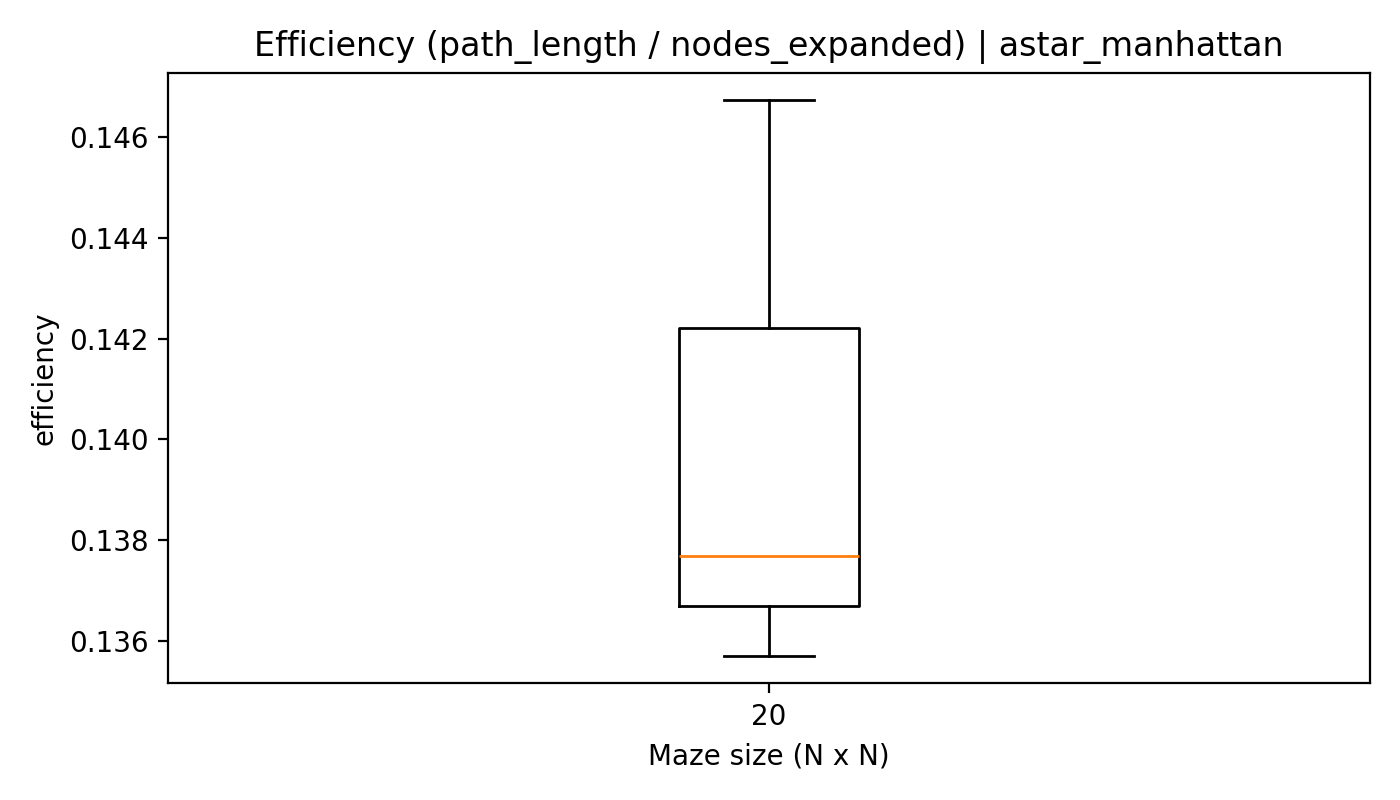 Efficiency (path_length / nodes_expanded) | astar_manhattan
0.146
0.144
0.142
0.140
0.138
0.136
efficiency
20
Maze size (N x N)